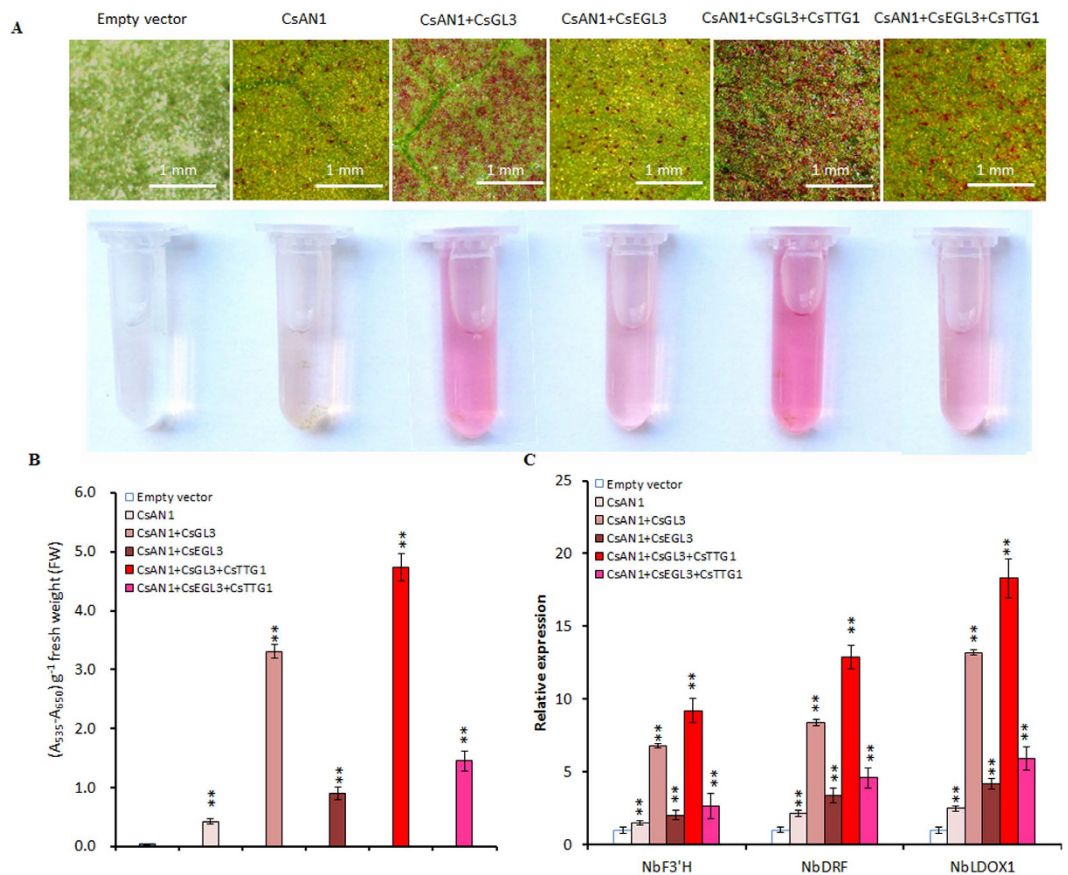 Empty vector CsAN1 CsAN1+CsGL3 CsAN1+CsEGL3 CsAN1+CsGL3+CsTTG1 CsAN1+CsEGL3+CsTTG1
A
1 mm 1 mm 1 mm 1 mm 1 mm 1 mm
B
(A535-A650) g-1 fresh weight (FW)
6.0
5.0
4.0
3.0
2.0
1.0
0.0
Empty vector
CsAN1
CsAN1+CsGL3
CsAN1+CsEGL3
CsAN1+CsGL3+CsTTG1
CsAN1+CsEGL3+CsTTG1
**
**
**
**
**
C
Relative expression
25
20
15
10
5
0
Empty vector
CsAN1
CsAN1+CsGL3
CsAN1+CsEGL3
CsAN1+CsGL3+CsTTG1
CsAN1+CsEGL3+CsTTG1
** ** ** ** **
** ** ** ** **
** ** ** ** **
NbF3'H NbDRF NbLDOX1